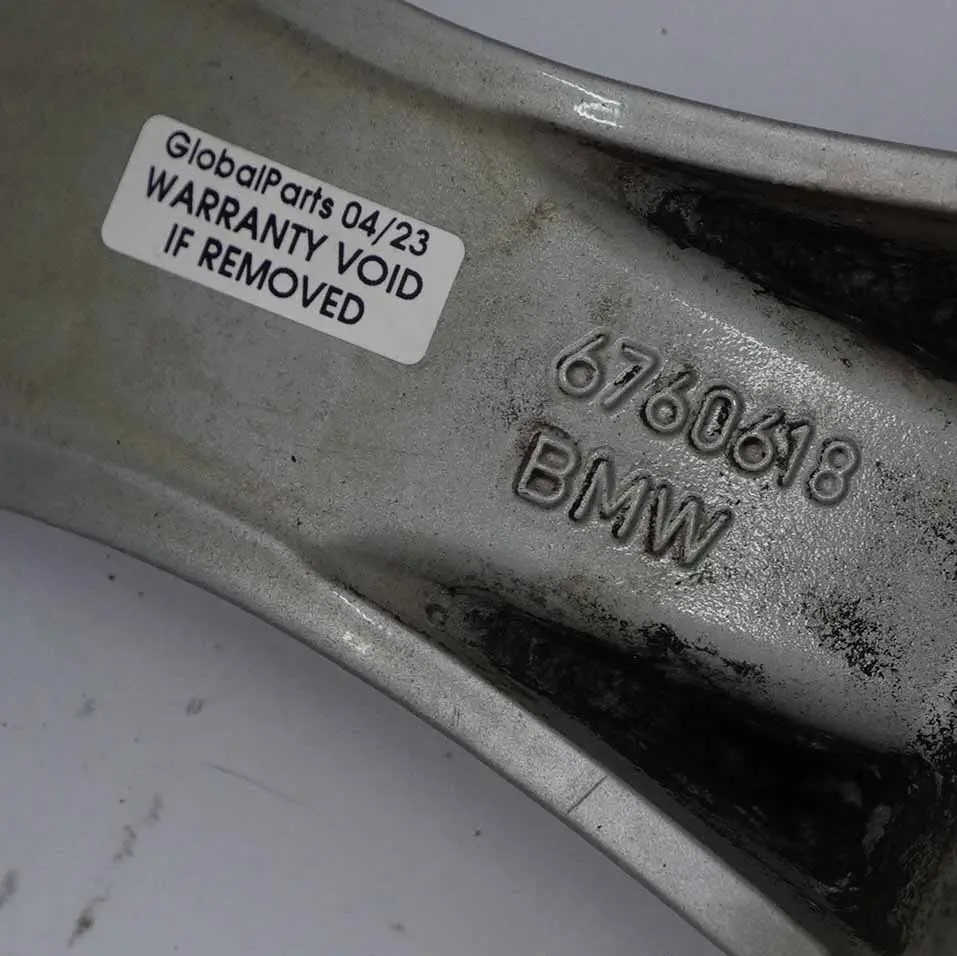 GlobalParts 04/23
WARRANTY VOID
IF REMOVED
6760618
BMW